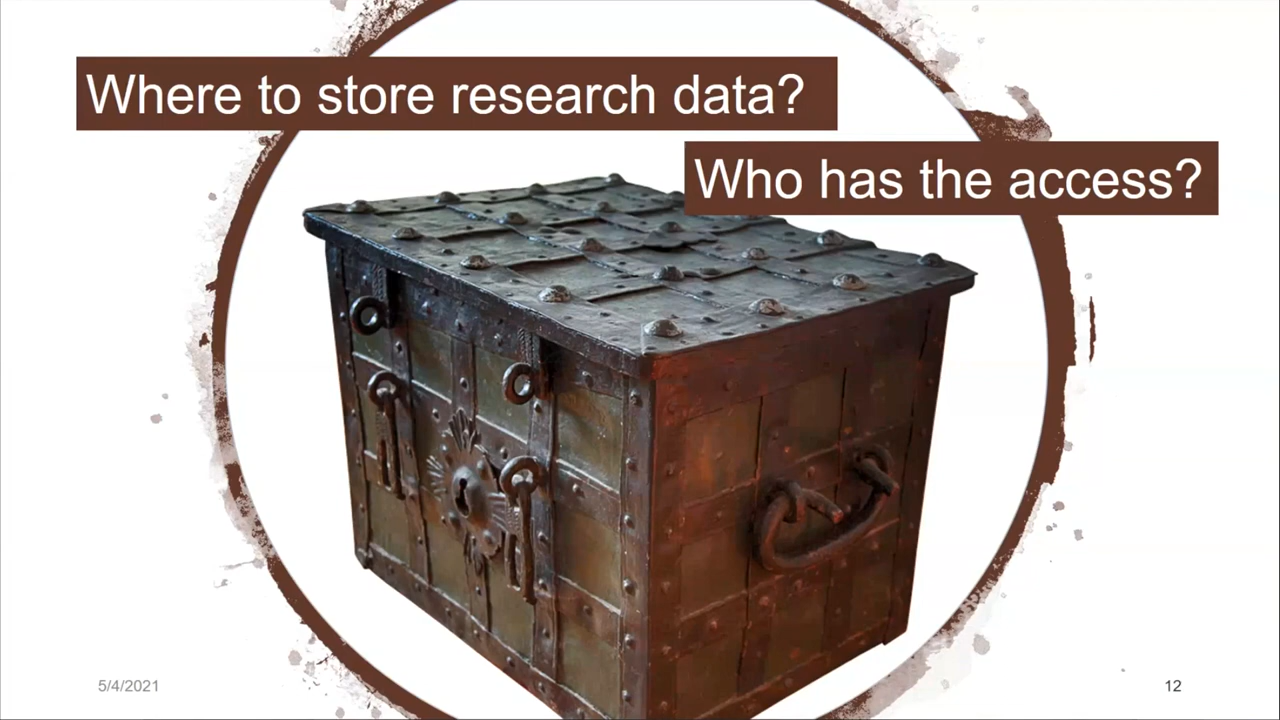 Where to store research data?
Who has the access?
5/4/2021
12